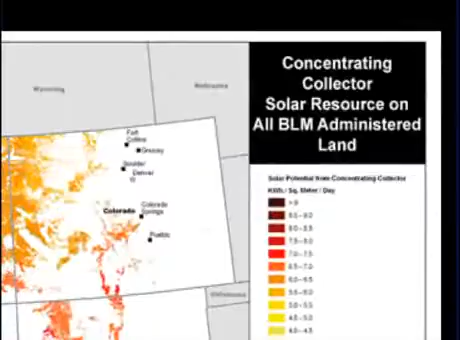 Concentrating
Collector
Solar Resource on
All BLM Administered
Land
Wyoming
Nebraska
Fort
Collins
Greeley
Boulder
Denver
Colorado
Colorado
Springs
Pueblo
Oklahoma
Solar Potential from Concentrating Collector
KWh / Sq. Meter / Day
> 9
8.5 - 9.0
8.0 - 8.5
7.5 - 8.0
7.0 - 7.5
6.5 - 7.0
6.0 - 6.5
5.5 - 6.0
5.0 - 5.5
4.5 - 5.0
4.0 - 4.5